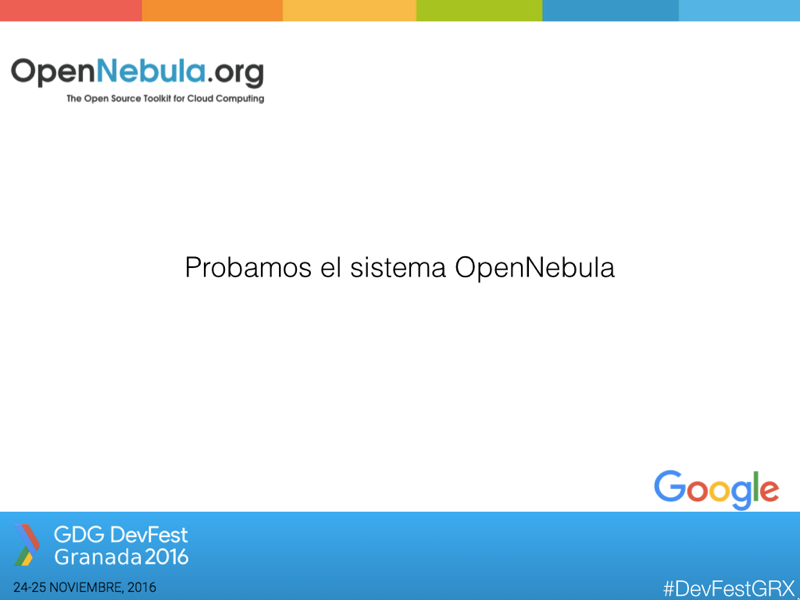 OpenNebula.org
The Open Source Toolkit for Cloud Computing
Probamos el sistema OpenNebula
Google
GDG DevFest
Granada 2016
24-25 NOVIEMBRE, 2016
#DevFestGRX